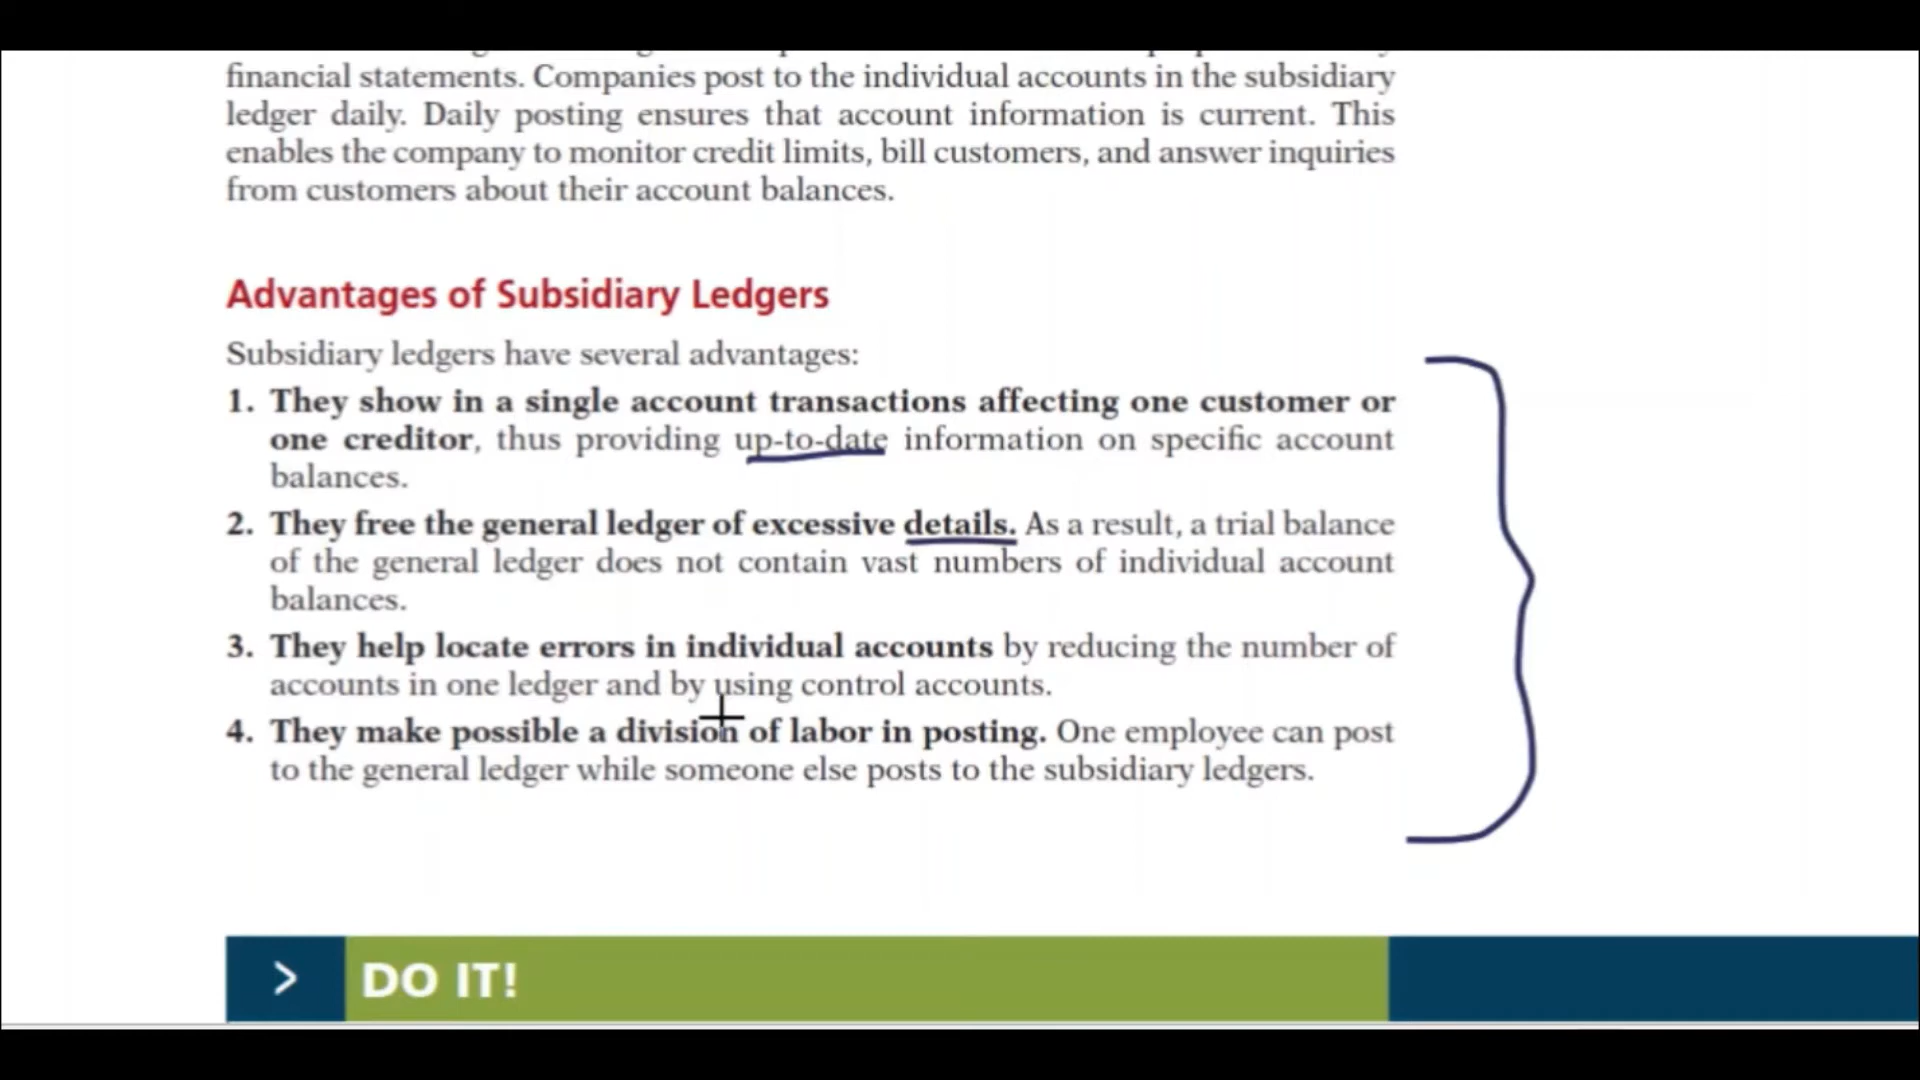 financial statements. Companies post to the individual accounts in the subsidiary
ledger daily. Daily posting ensures that account information is current. This
enables the company to monitor credit limits, bill customers, and answer inquiries
from customers about their account balances.
Advantages of Subsidiary Ledgers
Subsidiary ledgers have several advantages:
1. They show in a single account transactions affecting one customer or
one creditor, thus providing up-to-date information on specific account
balances.
2. They free the general ledger of excessive details. As a result, a trial balance
of the general ledger does not contain vast numbers of individual account
balances.
3. They help locate errors in individual accounts by reducing the number of
accounts in one ledger and by using control accounts.
4. They make possible a division of labor in posting. One employee can post
to the general ledger while someone else posts to the subsidiary ledgers.
> DO IT!